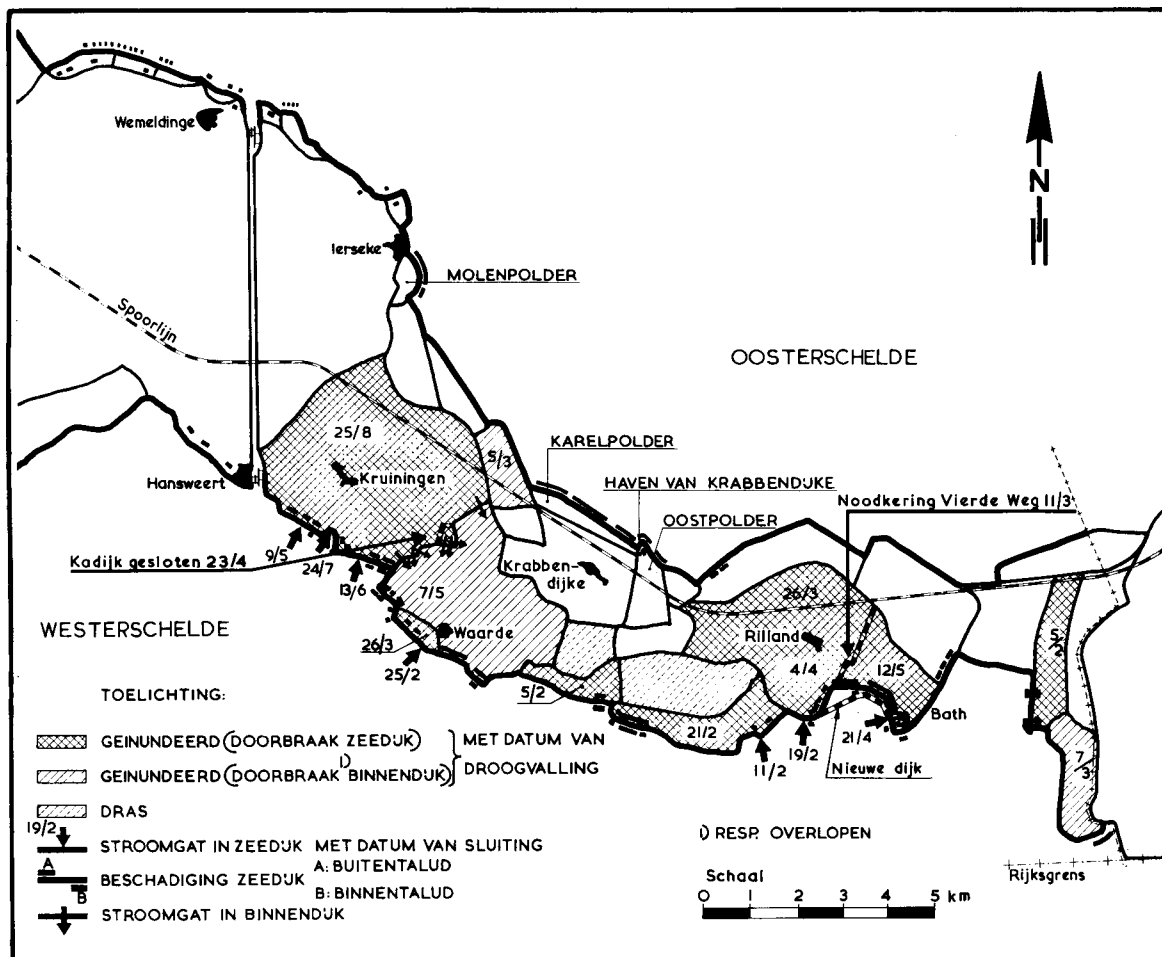 Wemeldinge
N
Ierseke
MOLENPOLDER
Spoorlijn
OOSTERSCHELDE
25/8
5/3
KARELPOLDER
Hansweert
Kruiningen
HAVEN VAN KRABBENDIJKE
Noodkering Vierde Weg 11/3
OOSTPOLDER
9/5
Kadijk gesloten 23/4
24/7
13/6
Krabben-
dijke
7/5
26/3
5/2
WESTERSCHELDE
Waarde
Rilland
26/3
25/2
4/4
12/5
TOELICHTING:
5/2
Bath
21/2
19/2
21/4
7/3
11/2
Nieuwe dijk
GEINUNDEERD (DOORBRAAK ZEEDIJK)
MET DATUM VAN
GEINUNDEERD (DOORBRAAK 1) BINNENDIJK)
DROOGVALLING
DRAS
19/2
STROOMGAT IN ZEEDIJK MET DATUM VAN SLUITING
1) RESP. OVERLOPEN
A
A: BUITENTALUD
BESCHADIGING ZEEDIJK
B
B: BINNENTALUD
STROOMGAT IN BINNENDIJK
Schaal
0 1 2 3 4 5 km
Rijksgrens